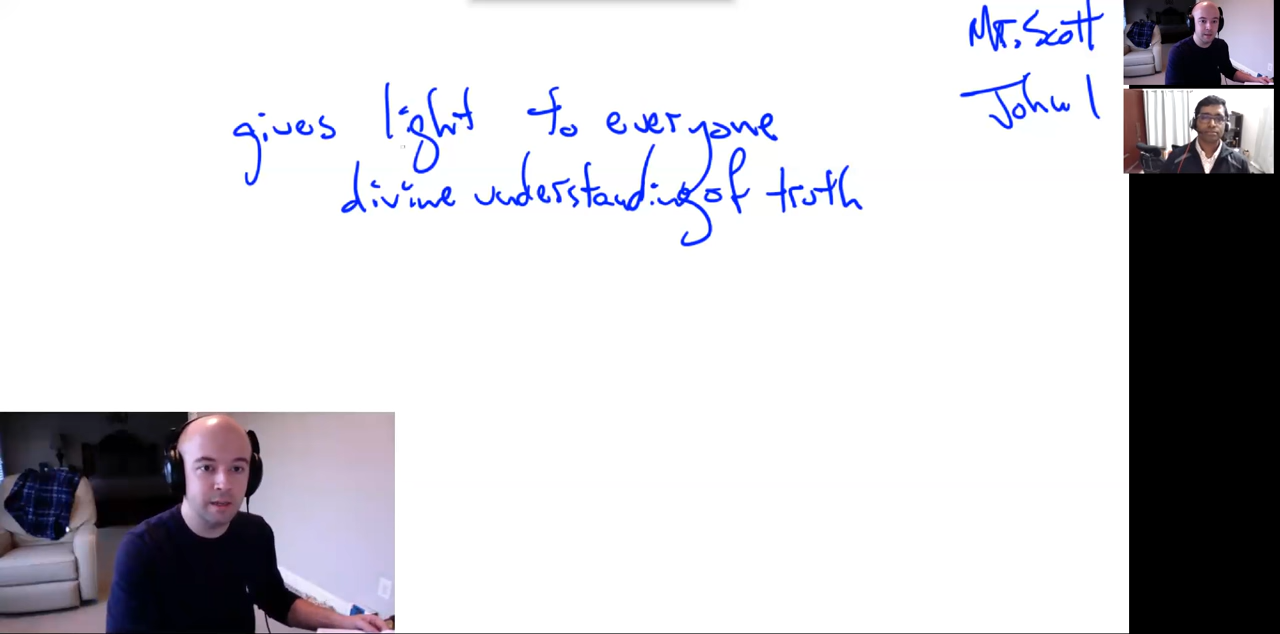 Mr. Scott
John 1
gives light to everyone
divine understanding of truth